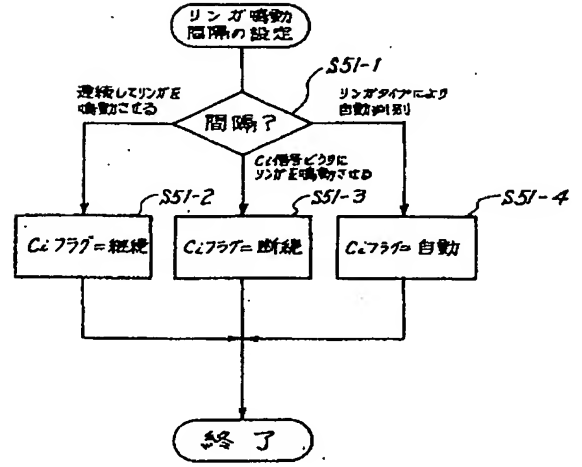 リンガ鳴動
間隔の設定
S51-1
連続してリンガを
鳴動させる
リンガタイプにより
自動判別
間隔?
Ci信号どうりに
リンガを鳴動させる
S51-2
S51-3
S51-4
Ciフラグ=継続
Ciフラグ=断続
Ciフラグ=自動
終了